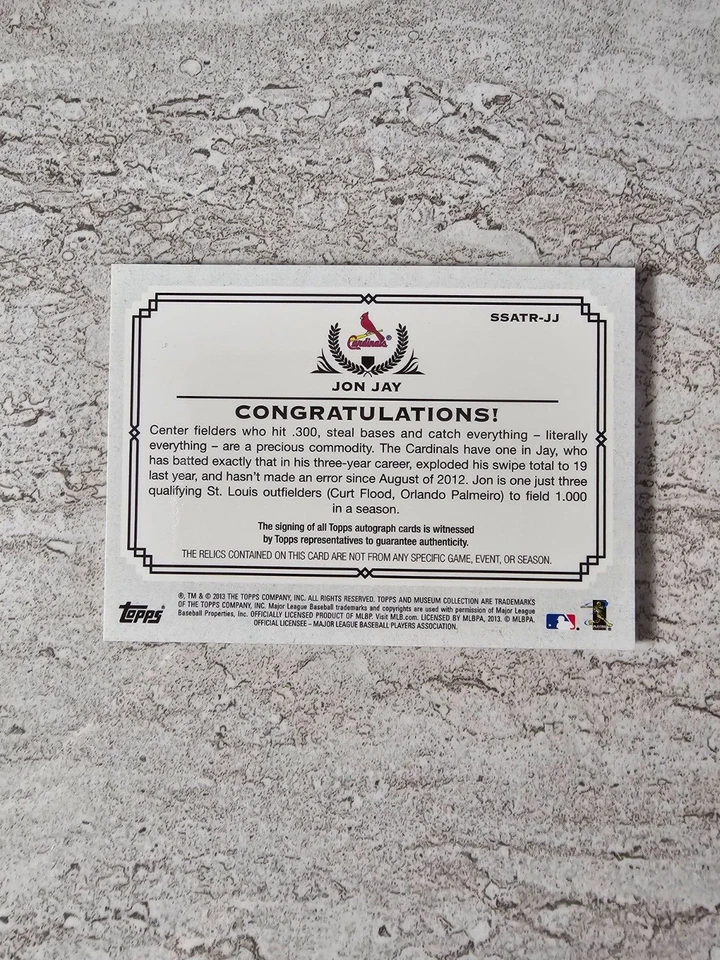 SSATR-JJ
Cardinals®
JON JAY
CONGRATULATIONS!
Center fielders who hit .300, steal bases and catch everything – literally
everything – are a precious commodity. The Cardinals have one in Jay, who
has batted exactly that in his three-year career, exploded his swipe total to 19
last year, and hasn't made an error since August of 2012. Jon is one just three
qualifying St. Louis outfielders (Curt Flood, Orlando Palmeiro) to field 1.000
in a season.
The signing of all Topps autograph cards is witnessed
by Topps representatives to guarantee authenticity.
THE RELICS CONTAINED ON THIS CARD ARE NOT FROM ANY SPECIFIC GAME, EVENT, OR SEASON.
Topps
®, TM & © 2013 THE TOPPS COMPANY, INC. ALL RIGHTS RESERVED. TOPPS AND MUSEUM COLLECTION ARE TRADEMARKS
OF THE TOPPS COMPANY, INC. Major League Baseball trademarks and copyrights are used with permission of Major League
Baseball Properties, Inc. OFFICIALLY LICENSED PRODUCT OF MLBP. Visit MLB.com. LICENSED BY MLBPA, 2013. © MLBPA,
OFFICIAL LICENSEE – MAJOR LEAGUE BASEBALL PLAYERS ASSOCIATION.